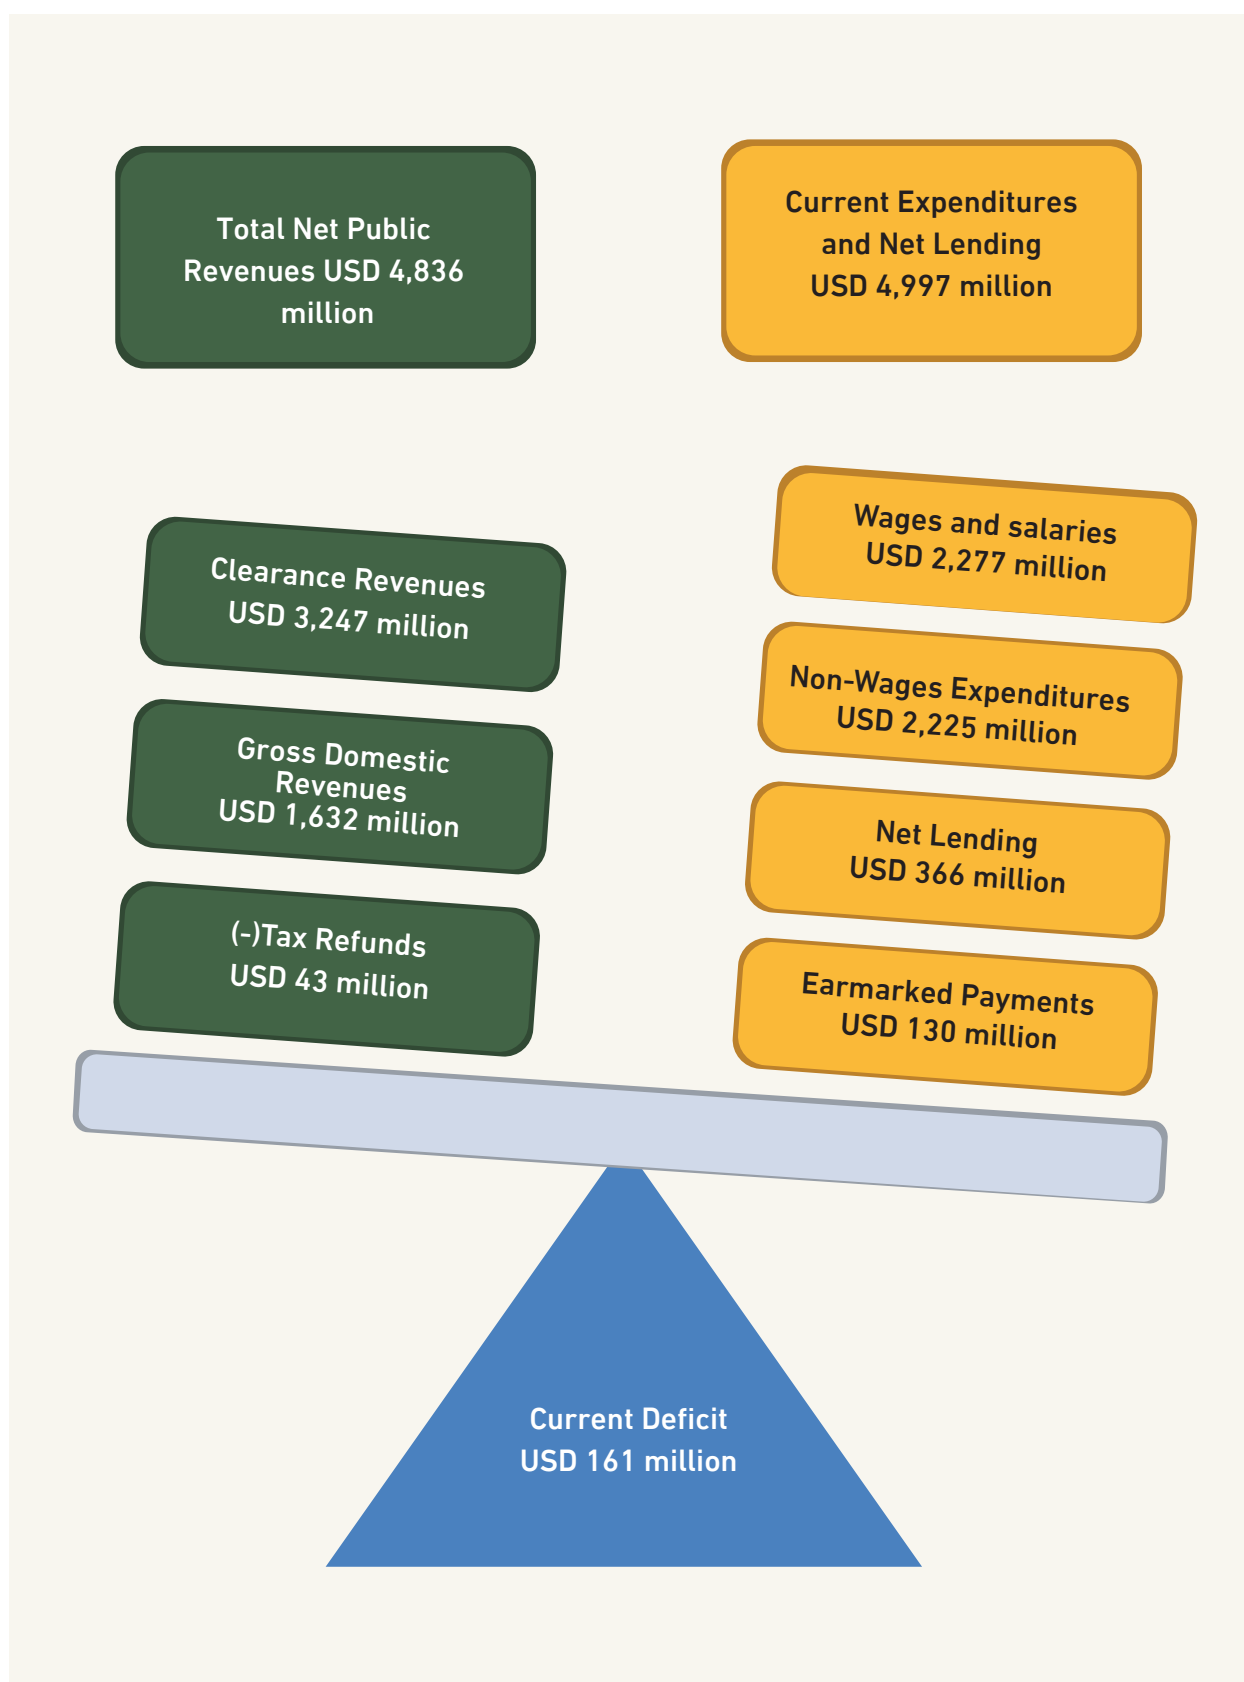 Total Net Public
Revenues USD 4,836
million
Current Expenditures
and Net Lending
USD 4,997 million
Clearance Revenues
USD 3,247 million
Gross Domestic
Revenues
USD 1,632 million
(-)Tax Refunds
USD 43 million
Wages and salaries
USD 2,277 million
Non-Wages Expenditures
USD 2,225 million
Net Lending
USD 366 million
Earmarked Payments
USD 130 million
Current Deficit
USD 161 million